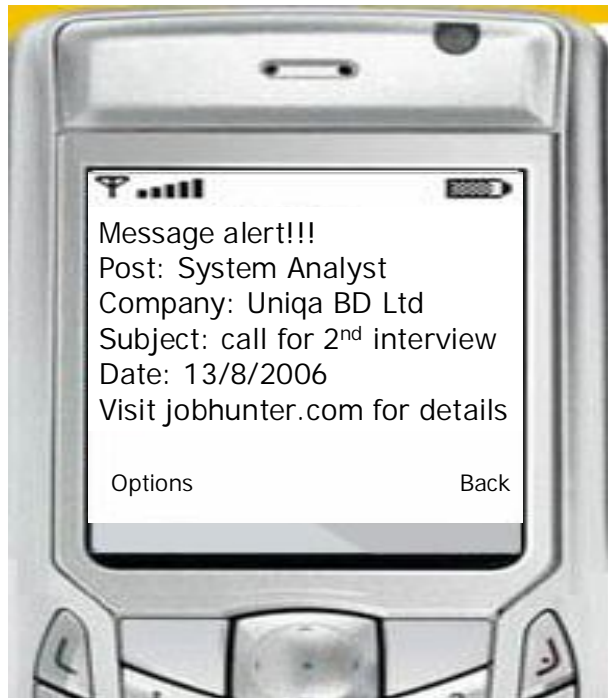 Message alert!!!
Post: System Analyst
Company: Uniqa BD Ltd
Subject: call for 2nd interview
Date: 13/8/2006
Visit jobhunter.com for details
Options Back